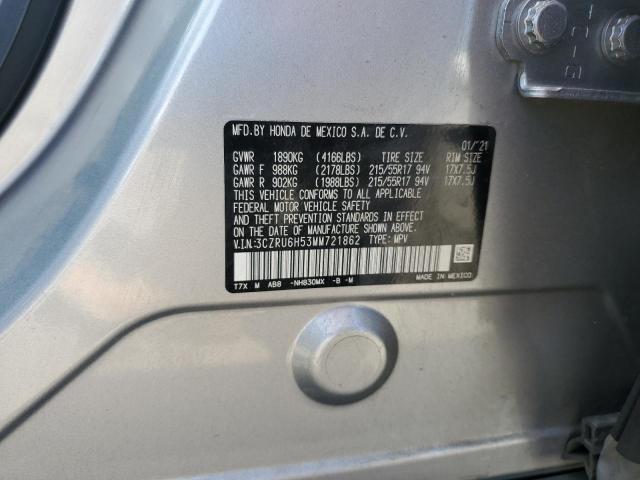 MFD. BY HONDA DE MEXICO S.A. DE C.V.
01/'21
GVWR 1890KG (4166LBS) TIRE SIZE RIM SIZE
GAWR F 988KG (2178LBS) 215/55R17 94V 17X7.5J
GAWR R 902KG (1988LBS) 215/55R17 94V 17X7.5J
THIS VEHICLE CONFORMS TO ALL APPLICABLE
FEDERAL MOTOR VEHICLE SAFETY
AND THEFT PREVENTION STANDARDS IN EFFECT
ON THE DATE OF MANUFACTURE SHOWN ABOVE.
V.IN:3CZRU6H53MM721862 TYPE: MPV
T7X M AB8 -NH830MX -B -M MADE IN MEXICO